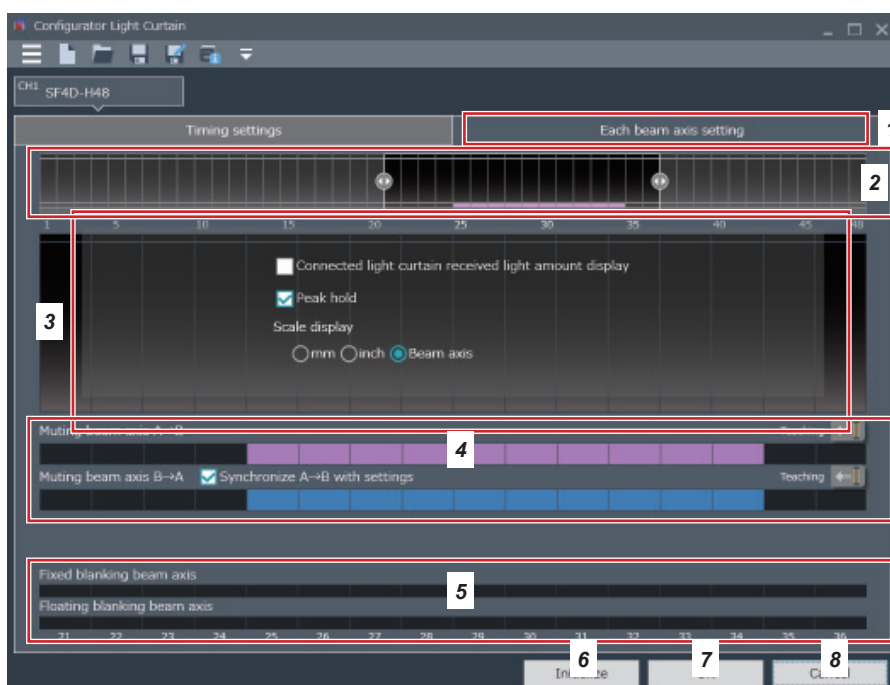 Configurator Light Curtain
CH1 SF4D-H48
Timing settings Each beam axis setting
2
1 5 10 15 20 25 30 35 40 45 48
Connected light curtain received light amount display
3 Peak hold
Scale display
mm inch Beam axis
Muting beam axis A→B Teaching
4
Muting beam axis B→A Synchronize A→B with settings Teaching
Fixed blanking beam axis
5
Floating blanking beam axis
21 22 23 24 25 26 27 28 29 30 31 32 33 34 35 36
6 7 8